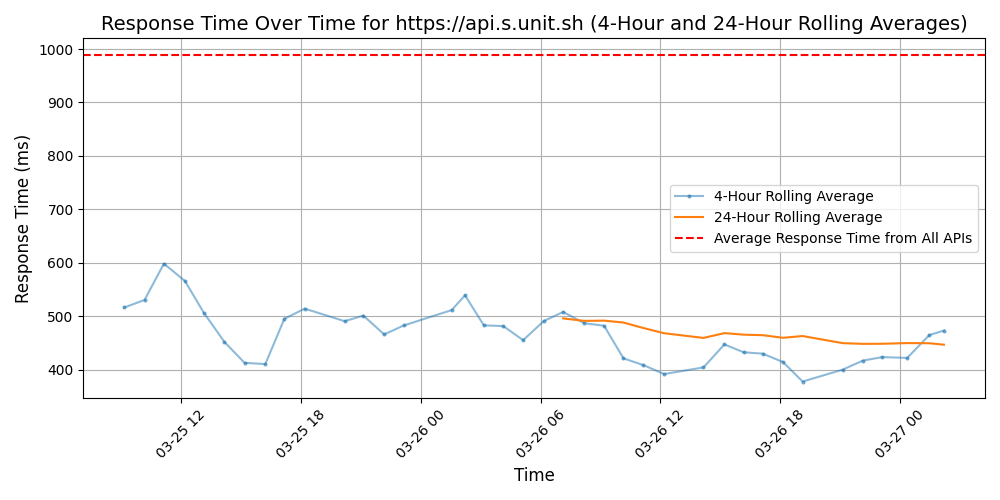 Response Time Over Time for https://api.s.unit.sh (4-Hour and 24-Hour Rolling Averages)
Response Time (ms)
1000
900
800
700
600
500
400
4-Hour Rolling Average
24-Hour Rolling Average
Average Response Time from All APIs
03-25 12
03-25 18
03-26 00
03-26 06
03-26 12
03-26 18
03-27 00
Time